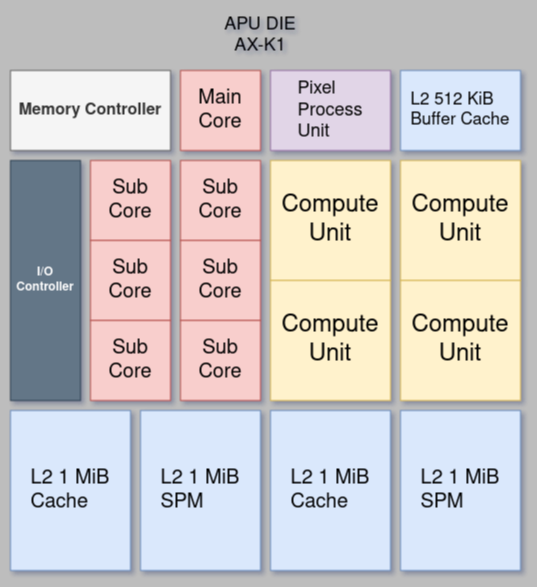 APU DIE
AX-K1
Memory Controller
Main
Core
Pixel
Process
Unit
L2 512 KiB
Buffer Cache
I/O
Controller
Sub
Core
Sub
Core
Compute
Unit
Compute
Unit
Sub
Core
Sub
Core
Sub
Core
Sub
Core
Compute
Unit
Compute
Unit
L2 1 MiB
Cache
L2 1 MiB
SPM
L2 1 MiB
Cache
L2 1 MiB
SPM